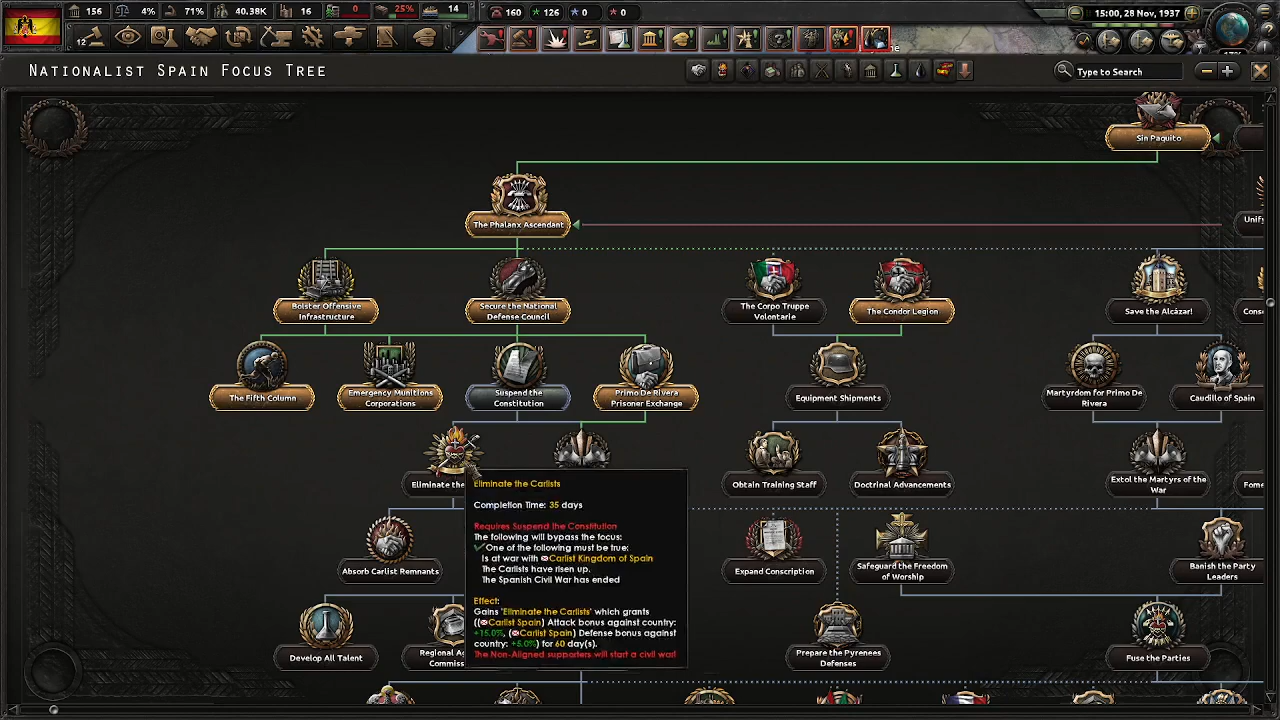 156 4% 71% 40.38K 16 0 25% 14 160 126 0 0 15:00, 28 Nov, 1937
12
Nationalist Spain Focus Tree
Type to Search
Sin Paquito
The Phalanx Ascendant
Unif
Bolster Offensive
Infrastructure
Secure the National
Defense Council
The Corpo Truppe
Volontarie
The Condor Legion
Save the Alcázar!
Cons
The Fifth Column
Emergency Munitions
Corporations
Suspend the
Constitution
Primo De Rivera
Prisoner Exchange
Equipment Shipments
Martyrdom for Primo De
Rivera
Caudillo of Spain
Eliminate the
Obtain Training Staff
Doctrinal Advancements
Extol the Martyrs of the
War
Fome
Eliminate the Carlists
Completion Time: 35 days
Requires Suspend the Constitution
The following will bypass the focus:
One of the following must be true:
Is at war with Carlist Kingdom of Spain
The Carlists have risen up.
The Spanish Civil War has ended
Effect:
Gains 'Eliminate the Carlists' which grants
((Carlist Spain) Attack bonus against country:
+15.0%, (Carlist Spain) Defense bonus against
country: +5.0%) for 60 day(s).
The Non-Aligned supporters will start a civil war!
Absorb Carlist Remnants
Expand Conscription
Safeguard the Freedom
of Worship
Banish the Party
Leaders
Develop All Talent
Regional A
Commiss
Prepare the Pyrenees
Defenses
Fuse the Parties